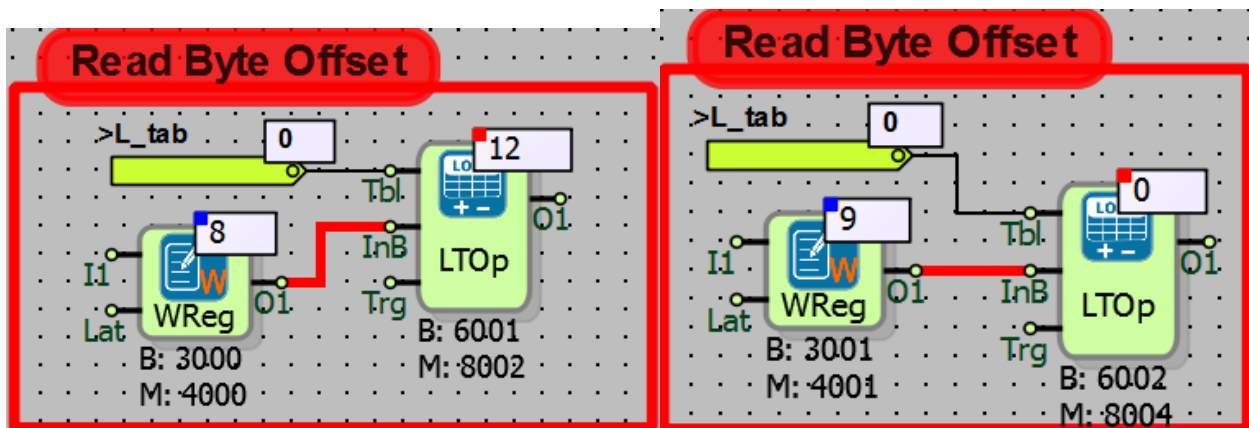 Read Byte Offset
>L_tab
0
12
Tbl
O1
8
InB
LTOp
I1
O1
W
WReg
Trg
Lat
B: 6001
M: 8002
B: 3000
M: 4000
Read Byte Offset
>L_tab
0
0
Tbl
O1
9
I1
O1
InB
LTOp
W
WReg
Lat
Trg
B: 3001
M: 4001
B: 6002
M: 8004